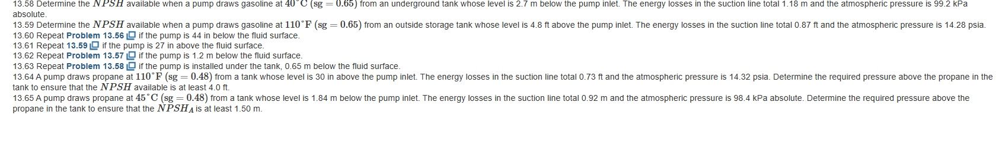 13.58 Determine the NPSH available when a pump draws gasoline at 40°C (sg = 0.65) from an underground tank whose level is 2.7 m below the pump inlet. The energy losses in the suction line total 1.18 m and the atmospheric pressure is 99.2 kPa
absolute.
13.59 Determine the NPSH available when a pump draws gasoline at 110°F (sg = 0.65) from an outside storage tank whose level is 4.8 ft above the pump inlet. The energy losses in the suction line total 0.87 ft and the atmospheric pressure is 14.28 psia.
13.60 Repeat Problem 13.56 if the pump is 44 in below the fluid surface.
13.61 Repeat 13.59 if the pump is 27 in above the fluid surface.
13.62 Repeat Problem 13.57 if the pump is 1.2 m below the fluid surface.
13.63 Repeat Problem 13.58 if the pump is installed under the tank, 0.65 m below the fluid surface.
13.64 A pump draws propane at 110°F (sg = 0.48) from a tank whose level is 30 in above the pump inlet. The energy losses in the suction line total 0.73 ft and the atmospheric pressure is 14.32 psia. Determine the required pressure above the propane in the
tank to ensure that the NPSH available is at least 4.0 ft.
13.65 A pump draws propane at 45°C (sg = 0.48) from a tank whose level is 1.84 m below the pump inlet. The energy losses in the suction line total 0.92 m and the atmospheric pressure is 98.4 kPa absolute. Determine the required pressure above the
propane in the tank to ensure that the NPSH_A is at least 1.50 m.